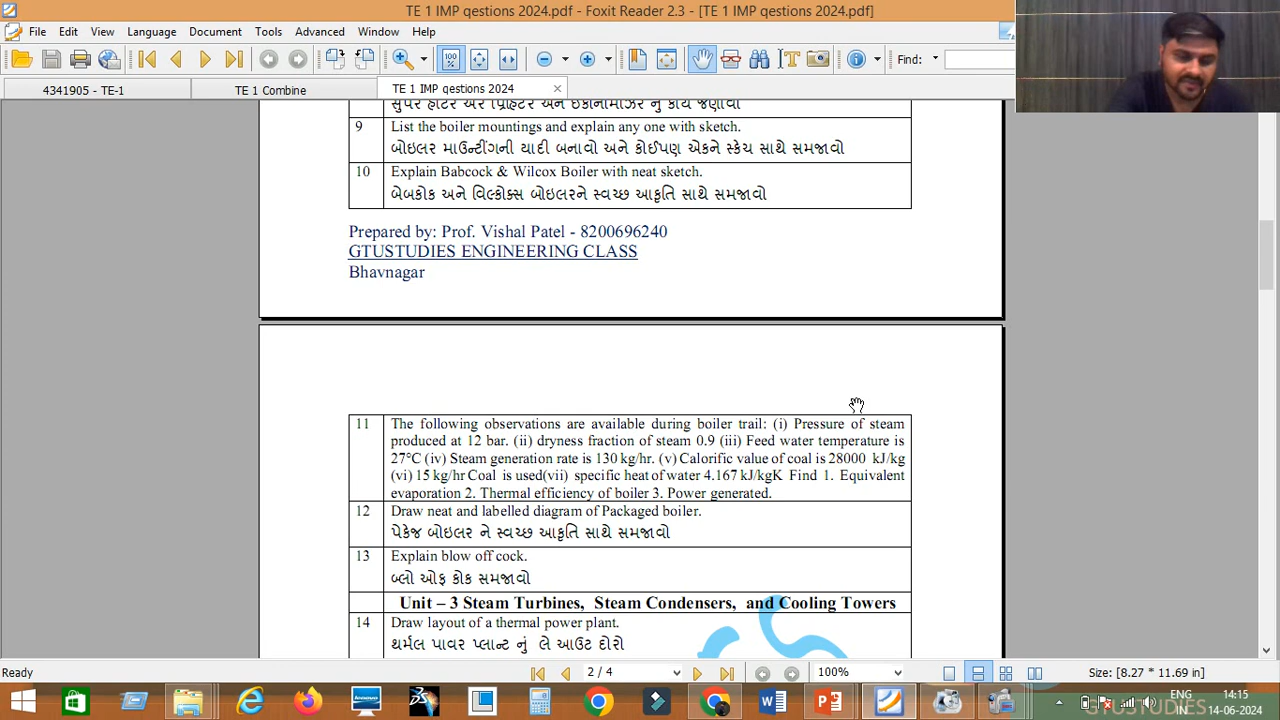 TE 1 IMP qestions 2024.pdf - Foxit Reader 2.3 - [TE 1 IMP qestions 2024.pdf]
File Edit View Language Document Tools Advanced Window Help
100%
Find:
4341905 - TE-1 TE 1 Combine TE 1 IMP qestions 2024
સુપર હીટર એર પ્રિહીટર અને ઇકોનોમાઝર નું કાર્ય જણાવો
9 List the boiler mountings and explain any one with sketch.
બોઇલર માઉન્ટીંગની યાદી બનાવો અને કોઈપણ એકને સ્કેચ સાથે સમજાવો
10 Explain Babcock & Wilcox Boiler with neat sketch.
બેબકોક અને વિલ્કોક્સ બોઇલરને સ્વચ્છ આકૃતિ સાથે સમજાવો
Prepared by: Prof. Vishal Patel - 8200696240
GTUSTUDIES ENGINEERING CLASS
Bhavnagar
11 The following observations are available during boiler trail: (i) Pressure of steam
produced at 12 bar. (ii) dryness fraction of steam 0.9 (iii) Feed water temperature is
27°C (iv) Steam generation rate is 130 kg/hr. (v) Calorific value of coal is 28000 kJ/kg
(vi) 15 kg/hr Coal is used(vii) specific heat of water 4.167 kJ/kgK Find 1. Equivalent
evaporation 2. Thermal efficiency of boiler 3. Power generated.
12 Draw neat and labelled diagram of Packaged boiler.
પેકેજ બોઇલર ને સ્વચ્છ આકૃતિ સાથે સમજાવો
13 Explain blow off cock.
બ્લો ઓફ કોક સમજાવો
Unit – 3 Steam Turbines, Steam Condensers, and Cooling Towers
14 Draw layout of a thermal power plant.
થર્મલ પાવર પ્લાન્ટ નું લે આઉટ દોરો
Ready 2 / 4 100% Size: [8.27 * 11.69 in]
ENG 14:15
IN 14-06-2024
GTUSTUDIES